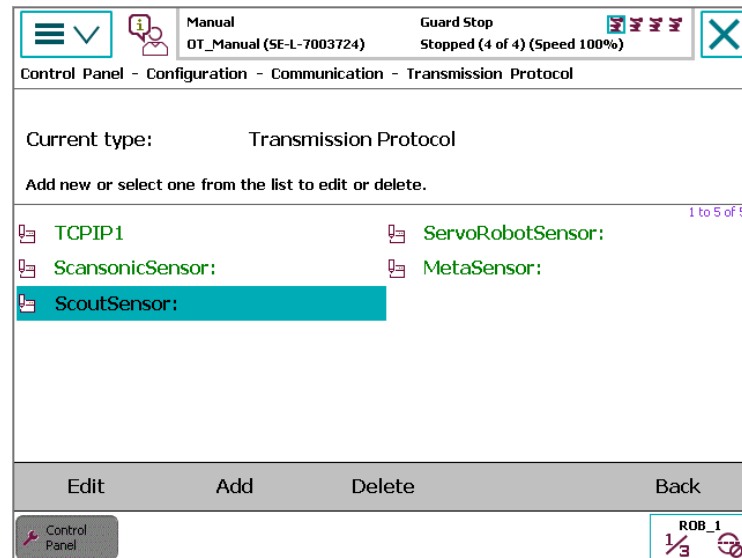 Manual
OT_Manual (SE-L-7003724)
Guard Stop
Stopped (4 of 4) (Speed 100%)
Control Panel - Configuration - Communication - Transmission Protocol
Current type: Transmission Protocol
Add new or select one from the list to edit or delete.
1 to 5 of 5
TCPIP1 ServoRobotSensor:
ScansonicSensor: MetaSensor:
ScoutSensor:
Edit Add Delete Back
Control
Panel
ROB_1
1/3